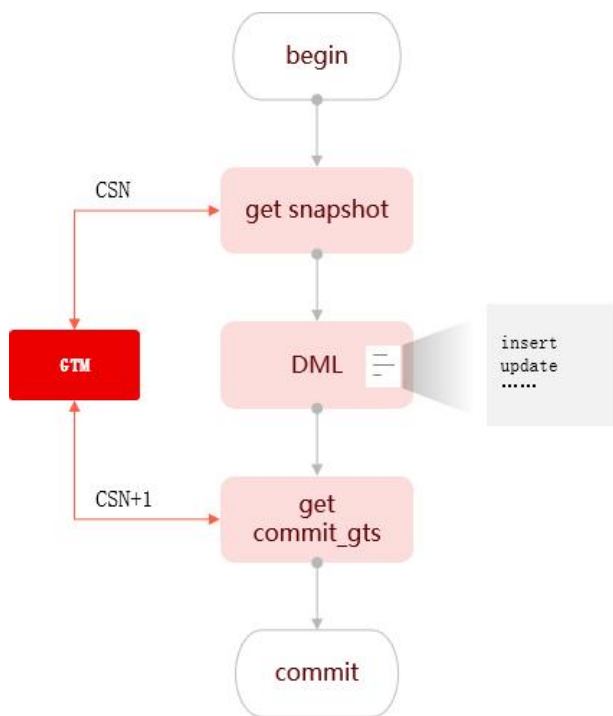 begin
CSN
get snapshot
GTM
DML
insert
update
……
CSN+1
get
commit_gts
commit